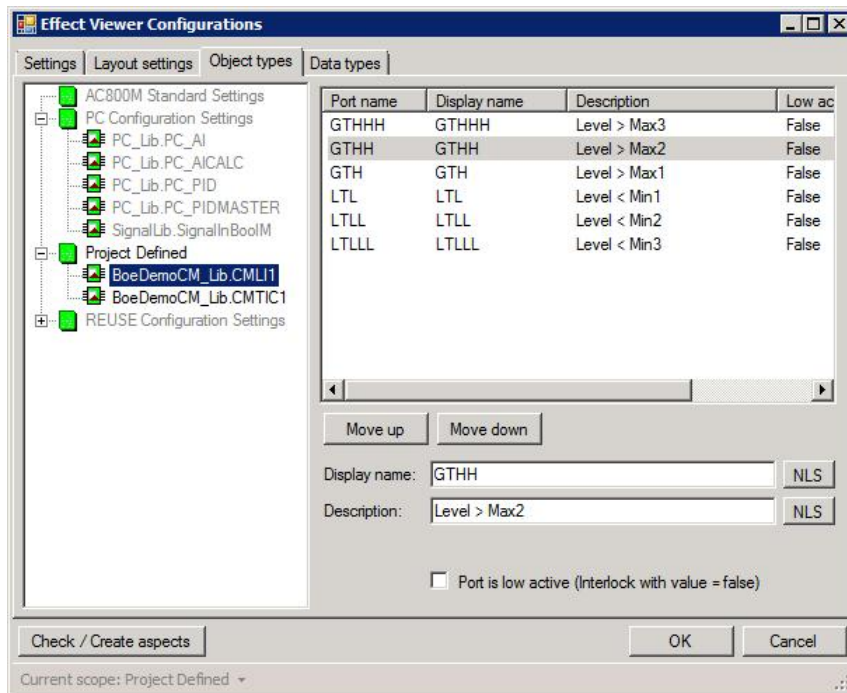 Effect Viewer Configurations
Settings Layout settings Object types Data types
AC800M Standard Settings
PC Configuration Settings
PC_Lib.PC_AI
PC_Lib.PC_AICALC
PC_Lib.PC_PID
PC_Lib.PC_PIDMASTER
SignalLib.SignalInBoolM
Project Defined
BoeDemoCM_Lib.CMLI1
BoeDemoCM_Lib.CMTIC1
REUSE Configuration Settings
Port name Display name Description Low ac
GTHHH GTHHH Level > Max3 False
GTHH GTHH Level > Max2 False
GTH GTH Level > Max1 False
LTL LTL Level < Min1 False
LTLL LTLL Level < Min2 False
LTLLL LTLLL Level < Min3 False
Move up Move down
Display name: GTHH NLS
Description: Level > Max2 NLS
Port is low active (Interlock with value = false)
Check / Create aspects OK Cancel
Current scope: Project Defined